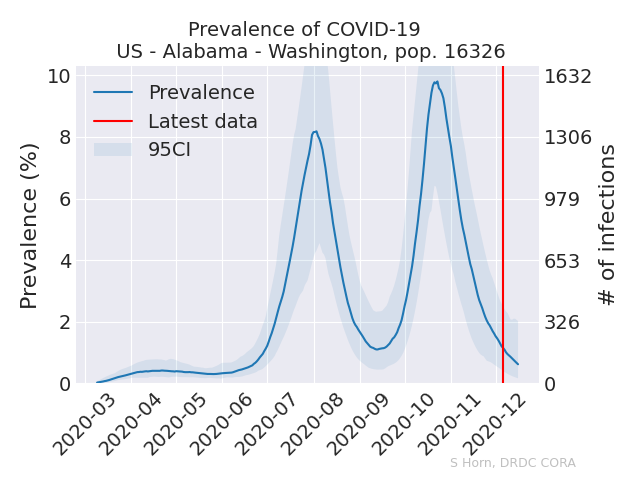 Prevalence of COVID-19
US - Alabama - Washington, pop. 16326
Prevalence
Latest data
95CI
Prevalence (%)
10
8
6
4
2
0
1632
1306
979
653
326
0
# of infections
2020-03
2020-04
2020-05
2020-06
2020-07
2020-08
2020-09
2020-10
2020-11
2020-12
S Horn, DRDC CORA